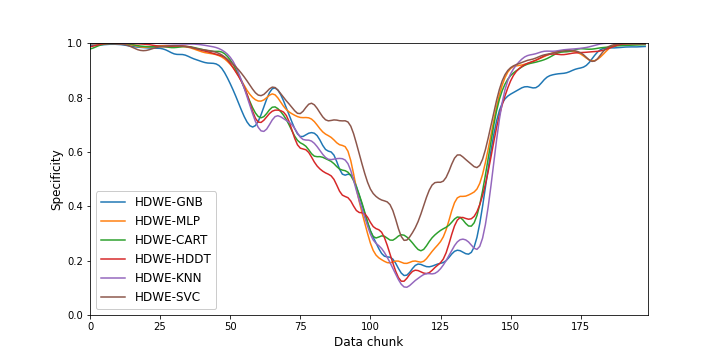 1.0
0.8
0.6
0.4
0.2
0.0
Specificity
HDWE-GNB
HDWE-MLP
HDWE-CART
HDWE-HDDT
HDWE-KNN
HDWE-SVC
0 25 50 75 100 125 150 175
Data chunk